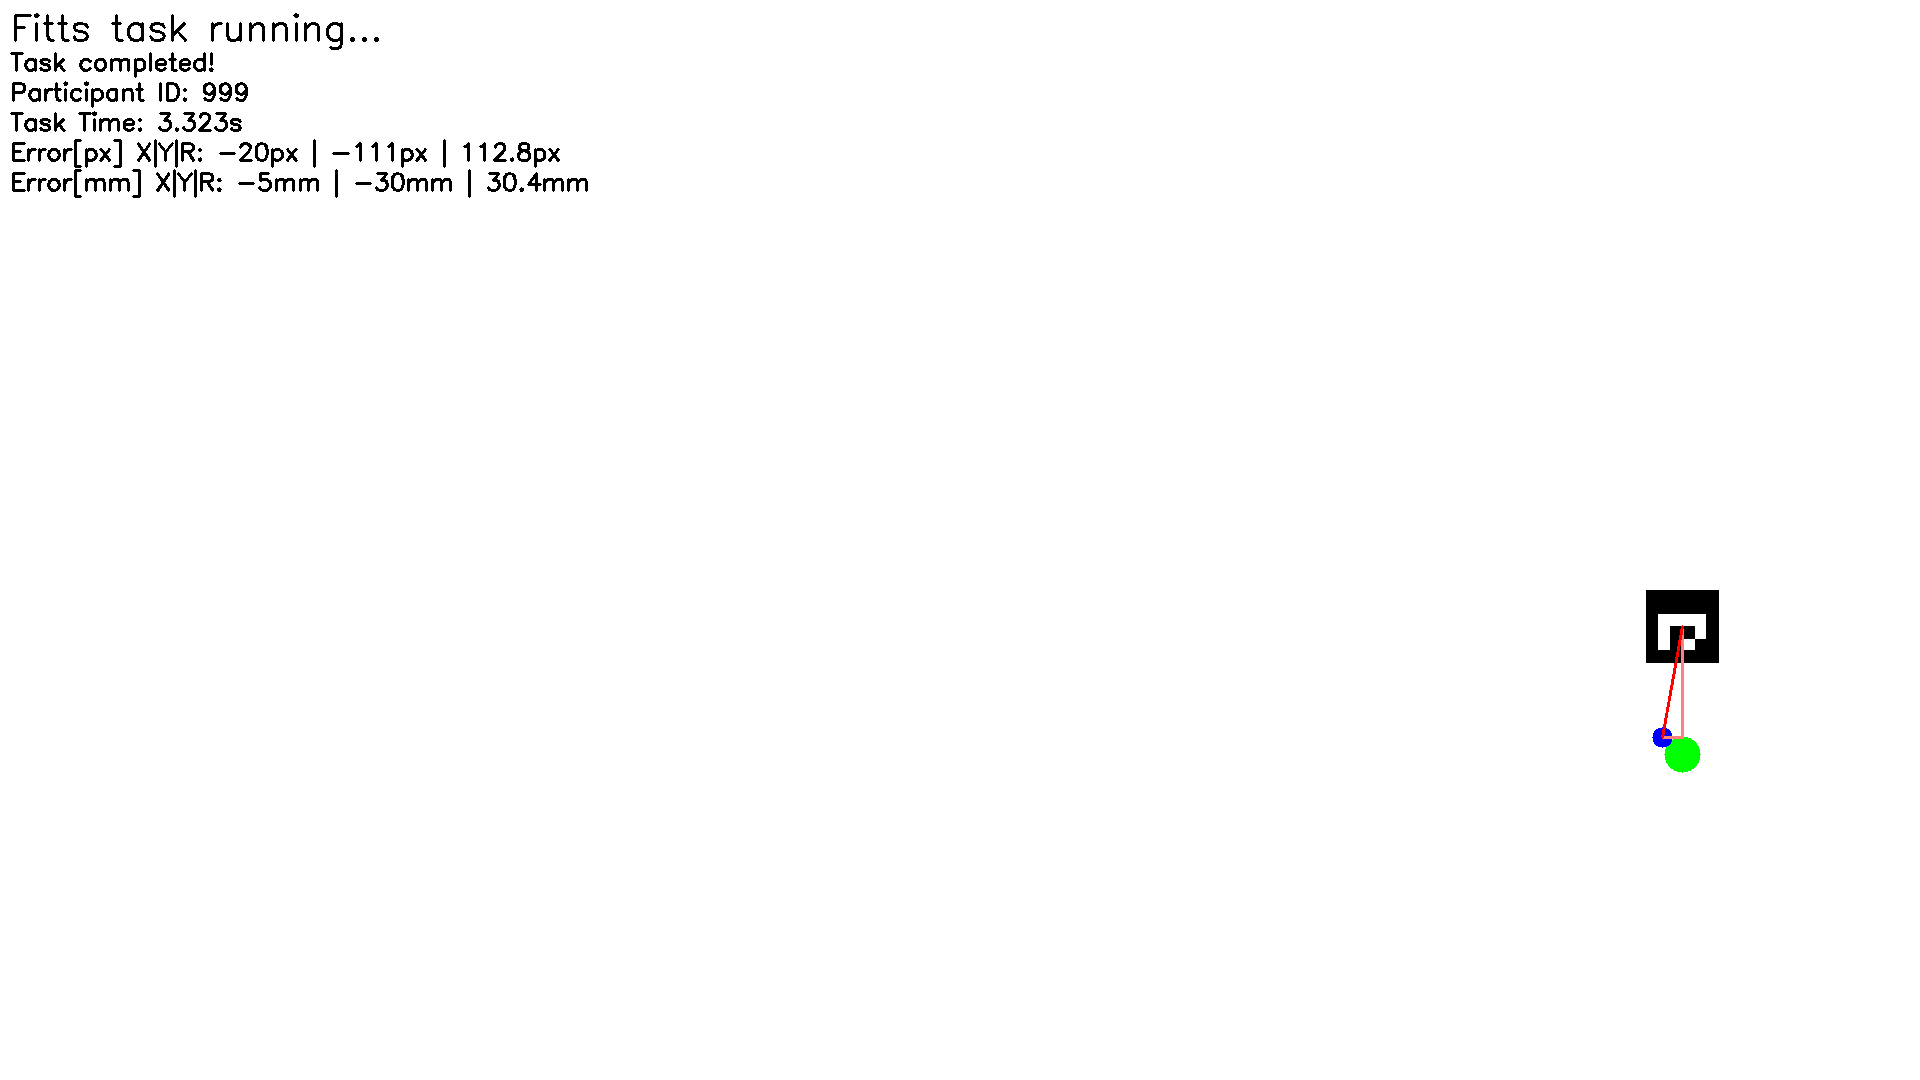 Fitts task running...
Task completed!
Participant ID: 999
Task Time: 3.323s
Error[px] X|Y|R: -20px | -111px | 112.8px
Error[mm] X|Y|R: -5mm | -30mm | 30.4mm